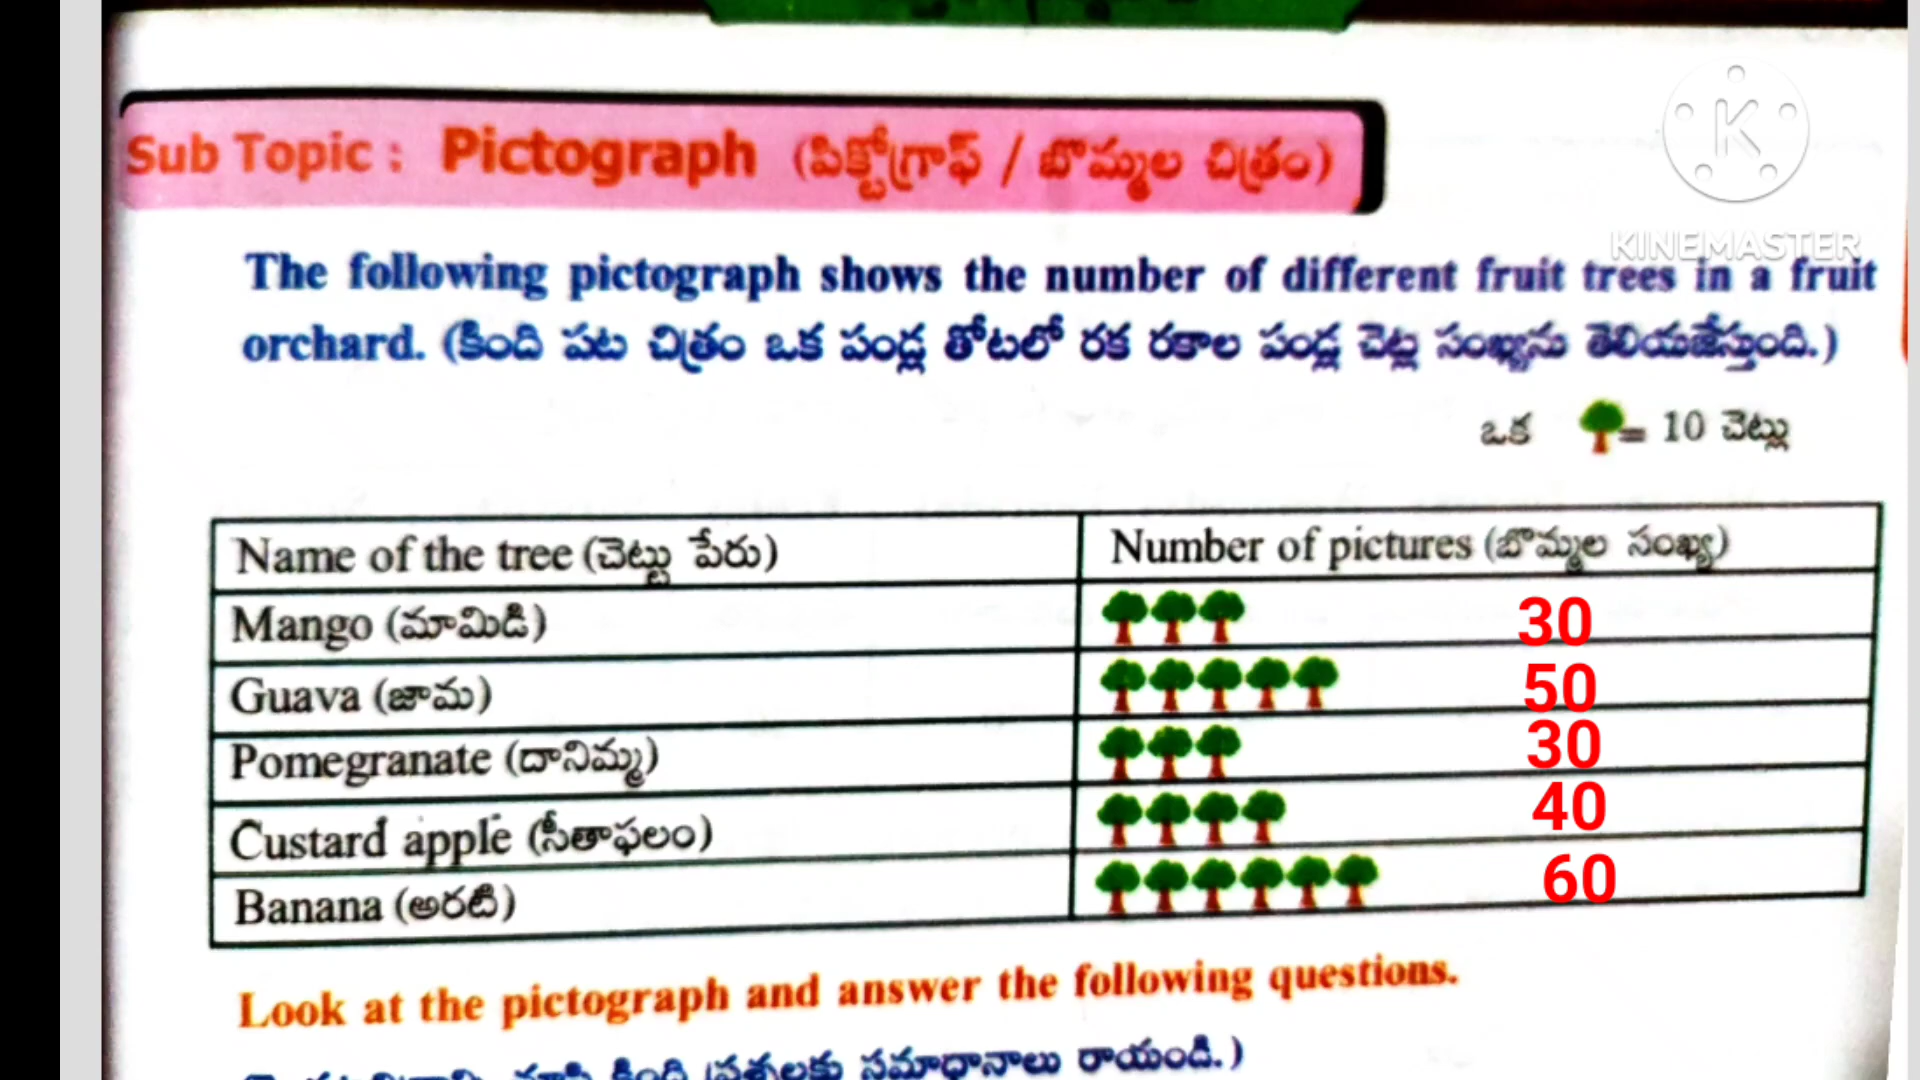 Sub Topic : Pictograph (పిక్టోగ్రాఫ్ / బొమ్మల చిత్రం)
KINEMASTER
The following pictograph shows the number of different fruit trees in a fruit
orchard. (కింది పట చిత్రం ఒక పండ్ల తోటలో రక రకాల పండ్ల చెట్ల సంఖ్యను తెలియజేస్తుంది.)
ఒక = 10 చెట్లు
Name of the tree (చెట్టు పేరు) Number of pictures (బొమ్మల సంఖ్య)
Mango (మామిడి) 30
Guava (జామ) 50
Pomegranate (దానిమ్మ) 30
Custard apple (సీతాఫలం) 40
Banana (అరటి) 60
Look at the pictograph and answer the following questions.
చూసి కింది ప్రశ్నలకు సమాధానాలు రాయండి.)